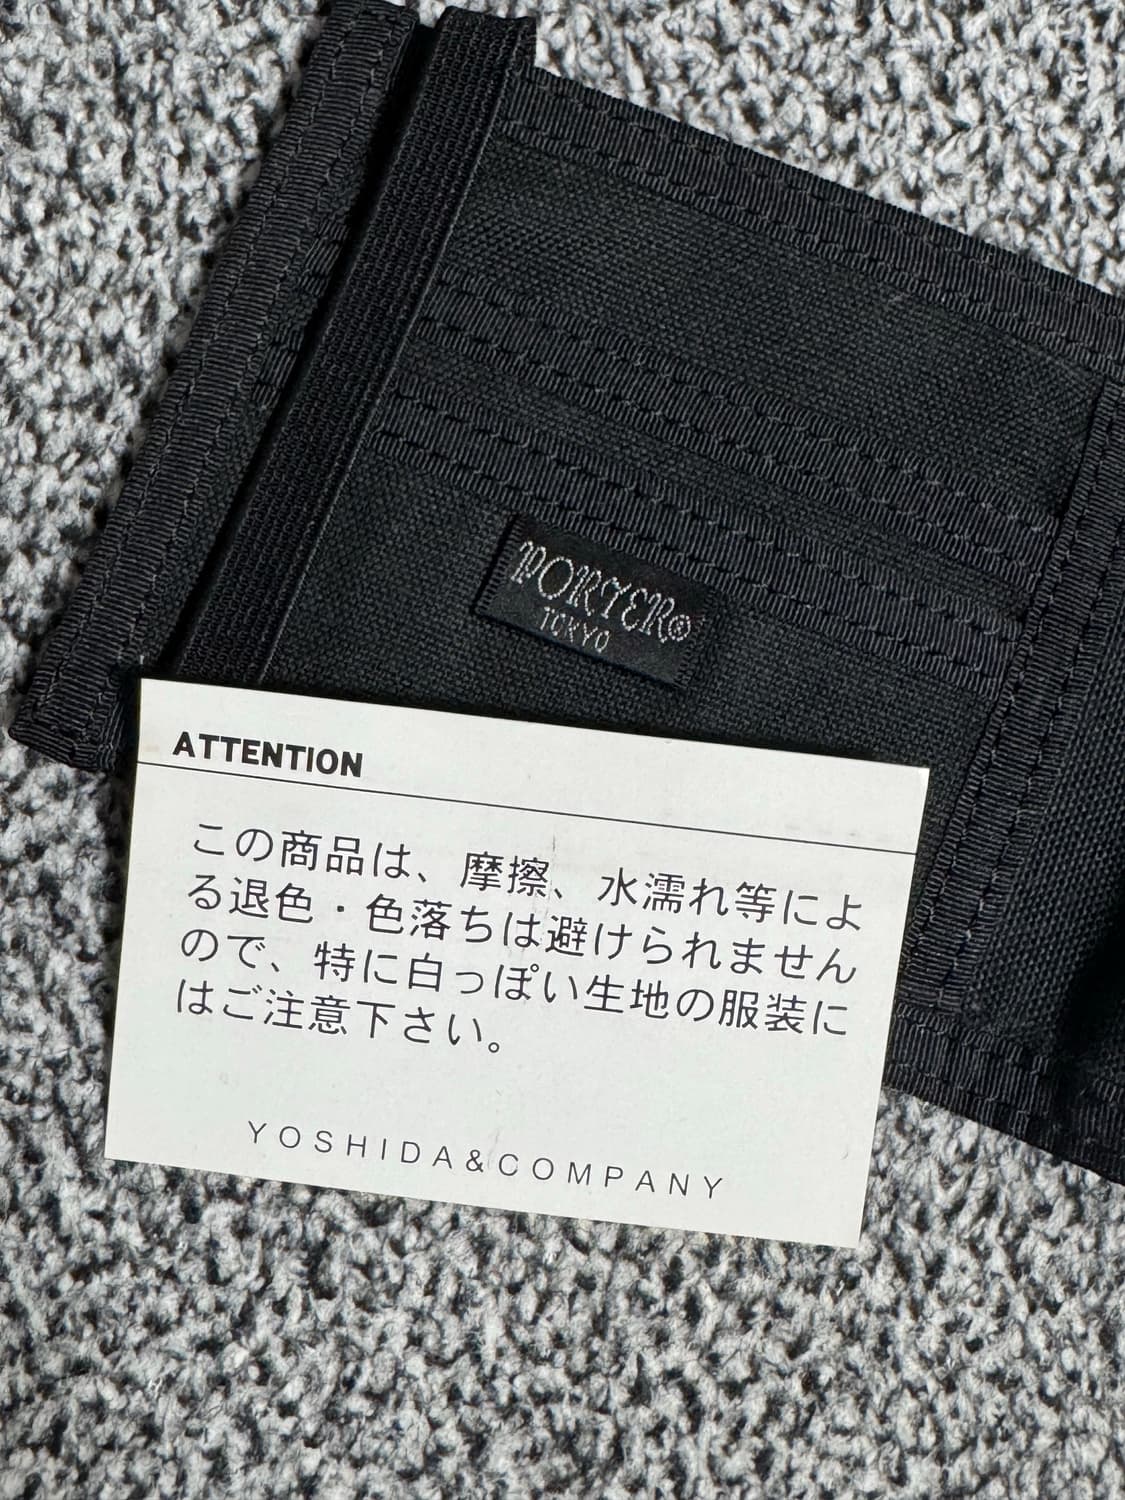 PORTER®
TOKYO
ATTENTION
この商品は、摩擦、水濡れ等によ
る退色・色落ちは避けられません
ので、特に白っぽい生地の服装に
はご注意下さい。
YOSHIDA&COMPANY